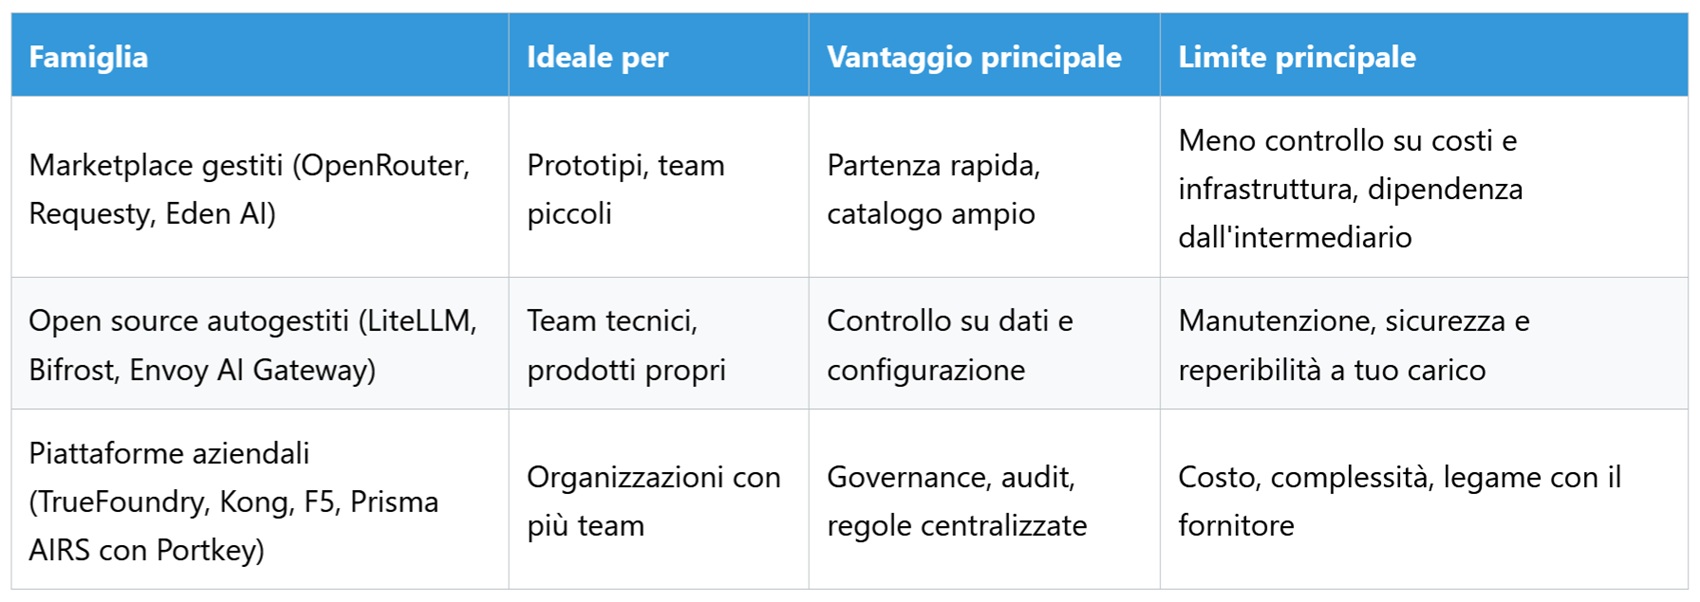 Famiglia
Ideale per
Vantaggio principale
Limite principale
Marketplace gestiti (OpenRouter,
Requesty, Eden AI)
Prototipi, team
piccoli
Partenza rapida,
catalogo ampio
Meno controllo su costi e
infrastruttura, dipendenza
dall'intermediario
Open source autogestiti (LiteLLM,
Bifrost, Envoy AI Gateway)
Team tecnici,
prodotti propri
Controllo su dati e
configurazione
Manutenzione, sicurezza e
reperibilità a tuo carico
Piattaforme aziendali
(TrueFoundry, Kong, F5, Prisma
AIRS con Portkey)
Organizzazioni con
più team
Governance, audit,
regole centralizzate
Costo, complessità, legame con il
fornitore